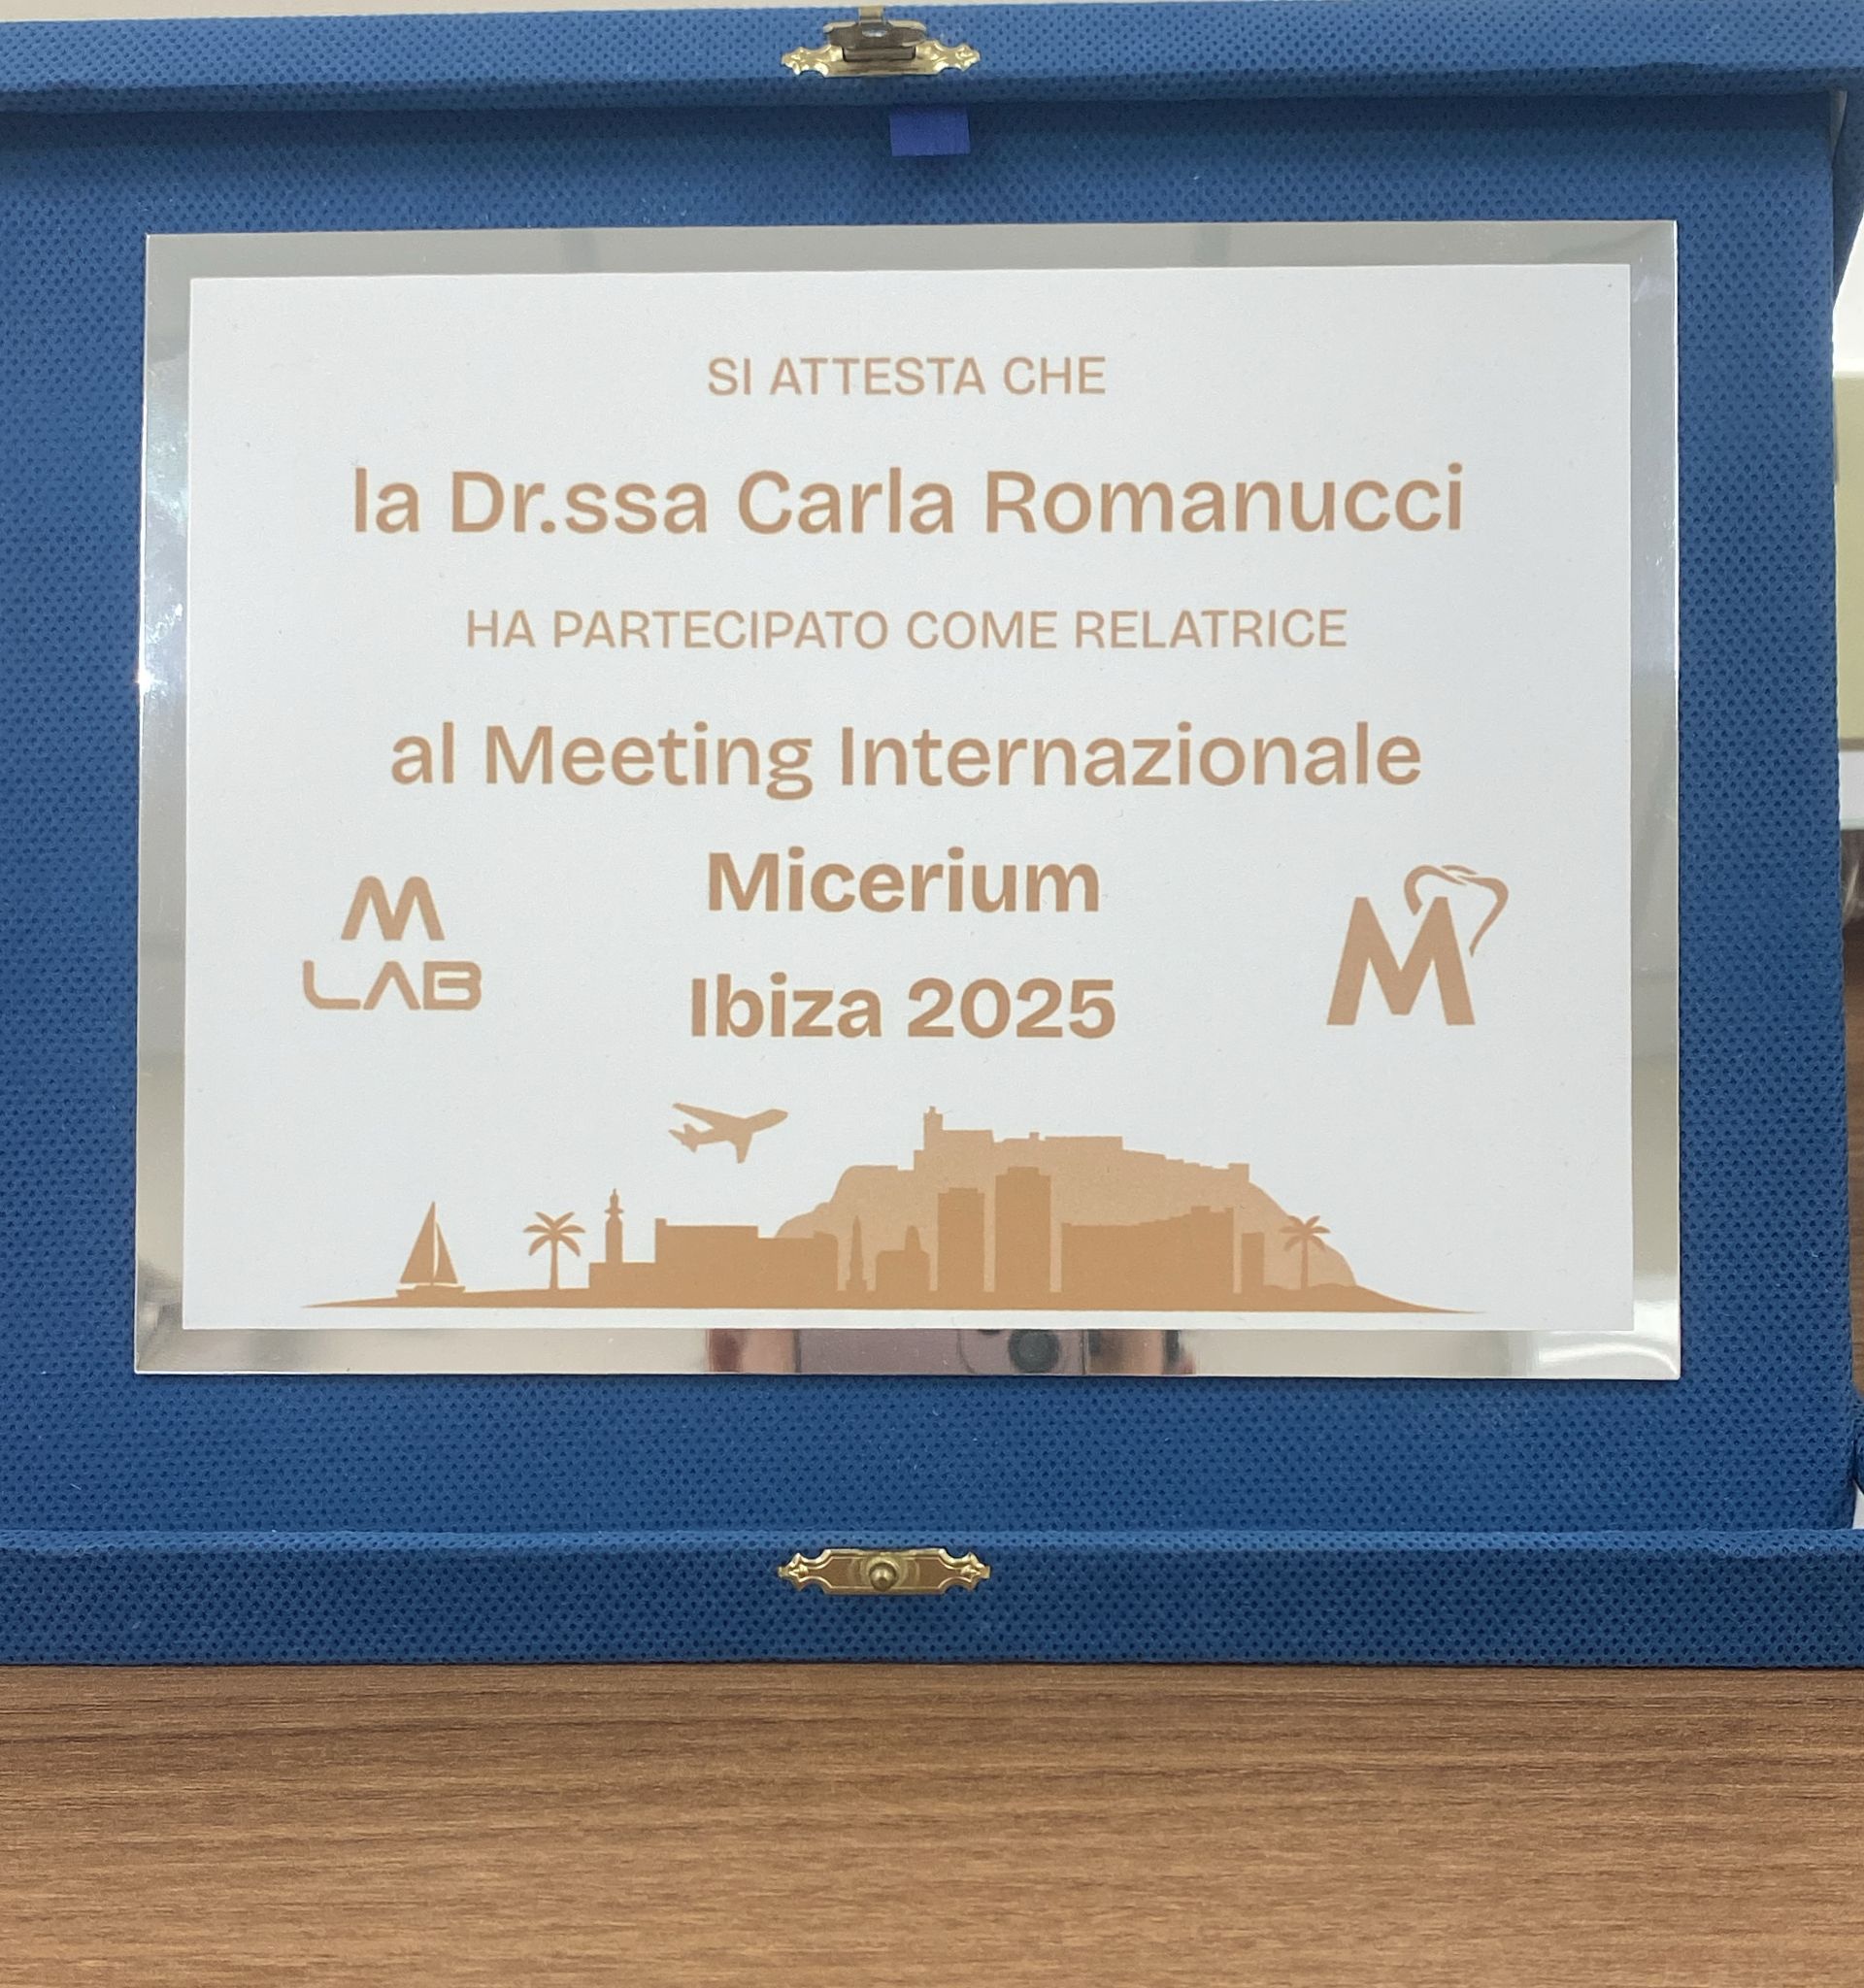 SI ATTESTA CHE
la Dr.ssa Carla Romanucci
HA PARTECIPATO COME RELATRICE
al Meeting Internazionale
Micerium
Ibiza 2025
M
LAB
M